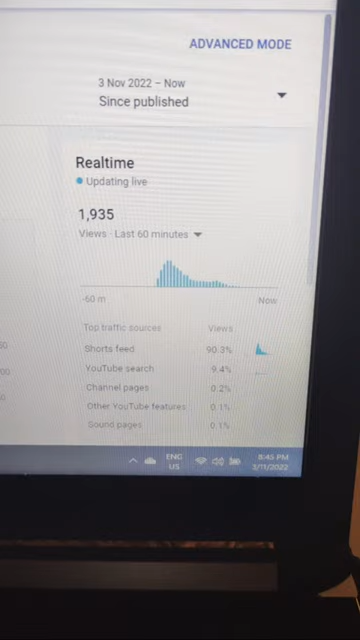 ADVANCED MODE
3 Nov 2022 – Now
Since published
Realtime
Updating live
1,935
Views · Last 60 minutes
-60 m
Now
Top traffic sources
Views
Shorts feed
90.3%
YouTube search
9.4%
Channel pages
0.2%
Other YouTube features
0.1%
Sound pages
0.1%
ENG
US
8:45 PM
3/11/2022